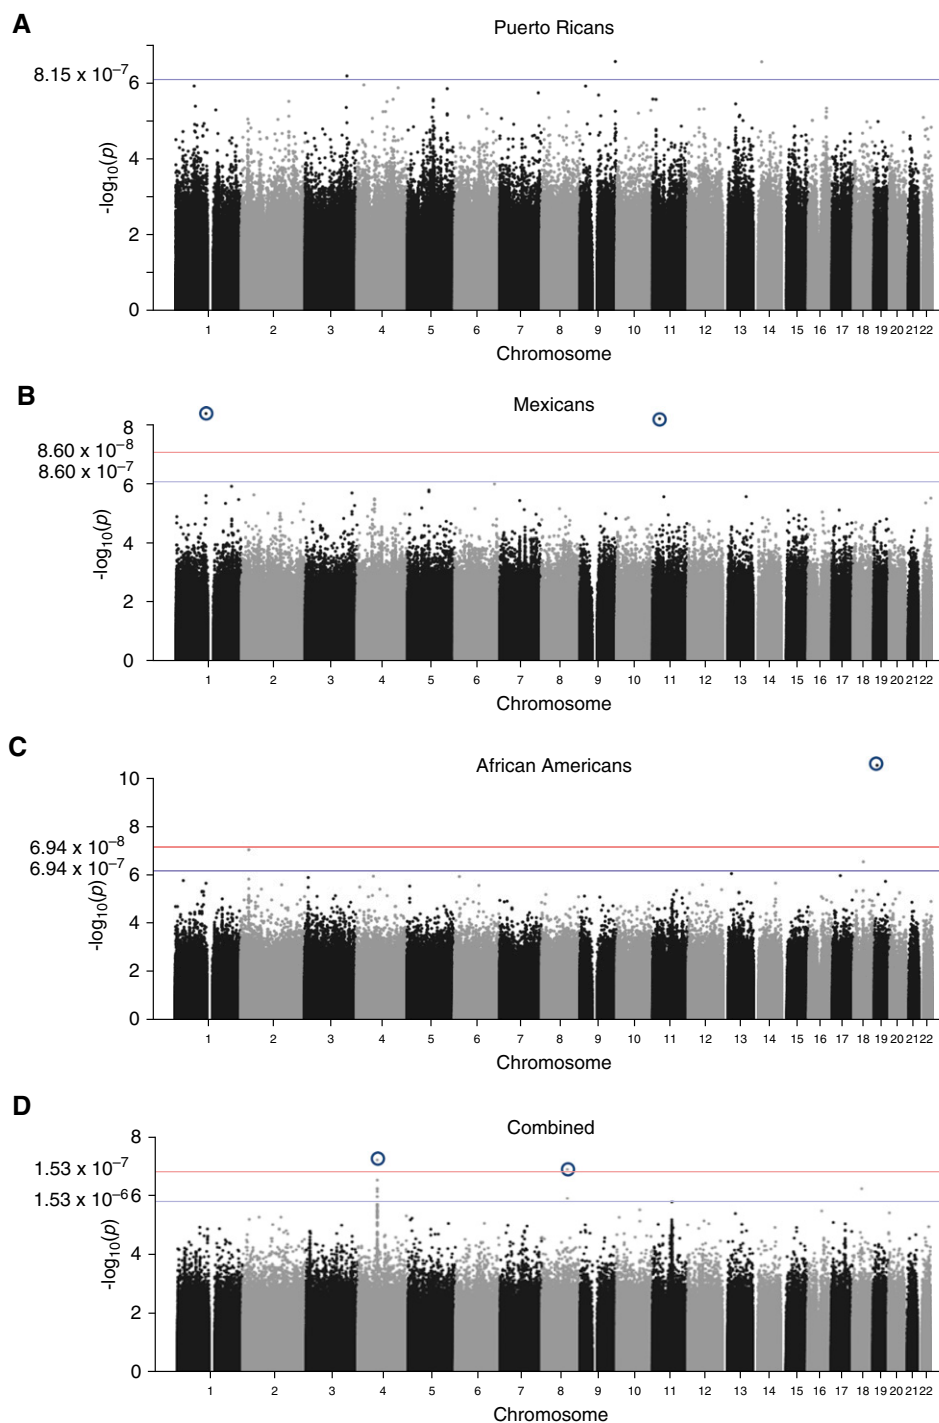 A
Puerto Ricans
8.15 x 10⁻⁷
6
4
2
0
-log₁₀(p)
1 2 3 4 5 6 7 8 9 10 11 12 13 14 15 16 17 18 19 20 21 22
Chromosome
B
Mexicans
8
8.60 x 10⁻⁸
8.60 x 10⁻⁷
6
4
2
0
-log₁₀(p)
1 2 3 4 5 6 7 8 9 10 11 12 13 14 15 16 17 18 19 20 21 22
Chromosome
C
African Americans
10
8
6.94 x 10⁻⁸
6.94 x 10⁻⁷
6
4
2
0
-log₁₀(p)
1 2 3 4 5 6 7 8 9 10 11 12 13 14 15 16 17 18 19 20 21 22
Chromosome
D
Combined
8
1.53 x 10⁻⁷
1.53 x 10⁻⁶
6
4
2
0
-log₁₀(p)
1 2 3 4 5 6 7 8 9 10 11 12 13 14 15 16 17 18 19 20 21 22
Chromosome